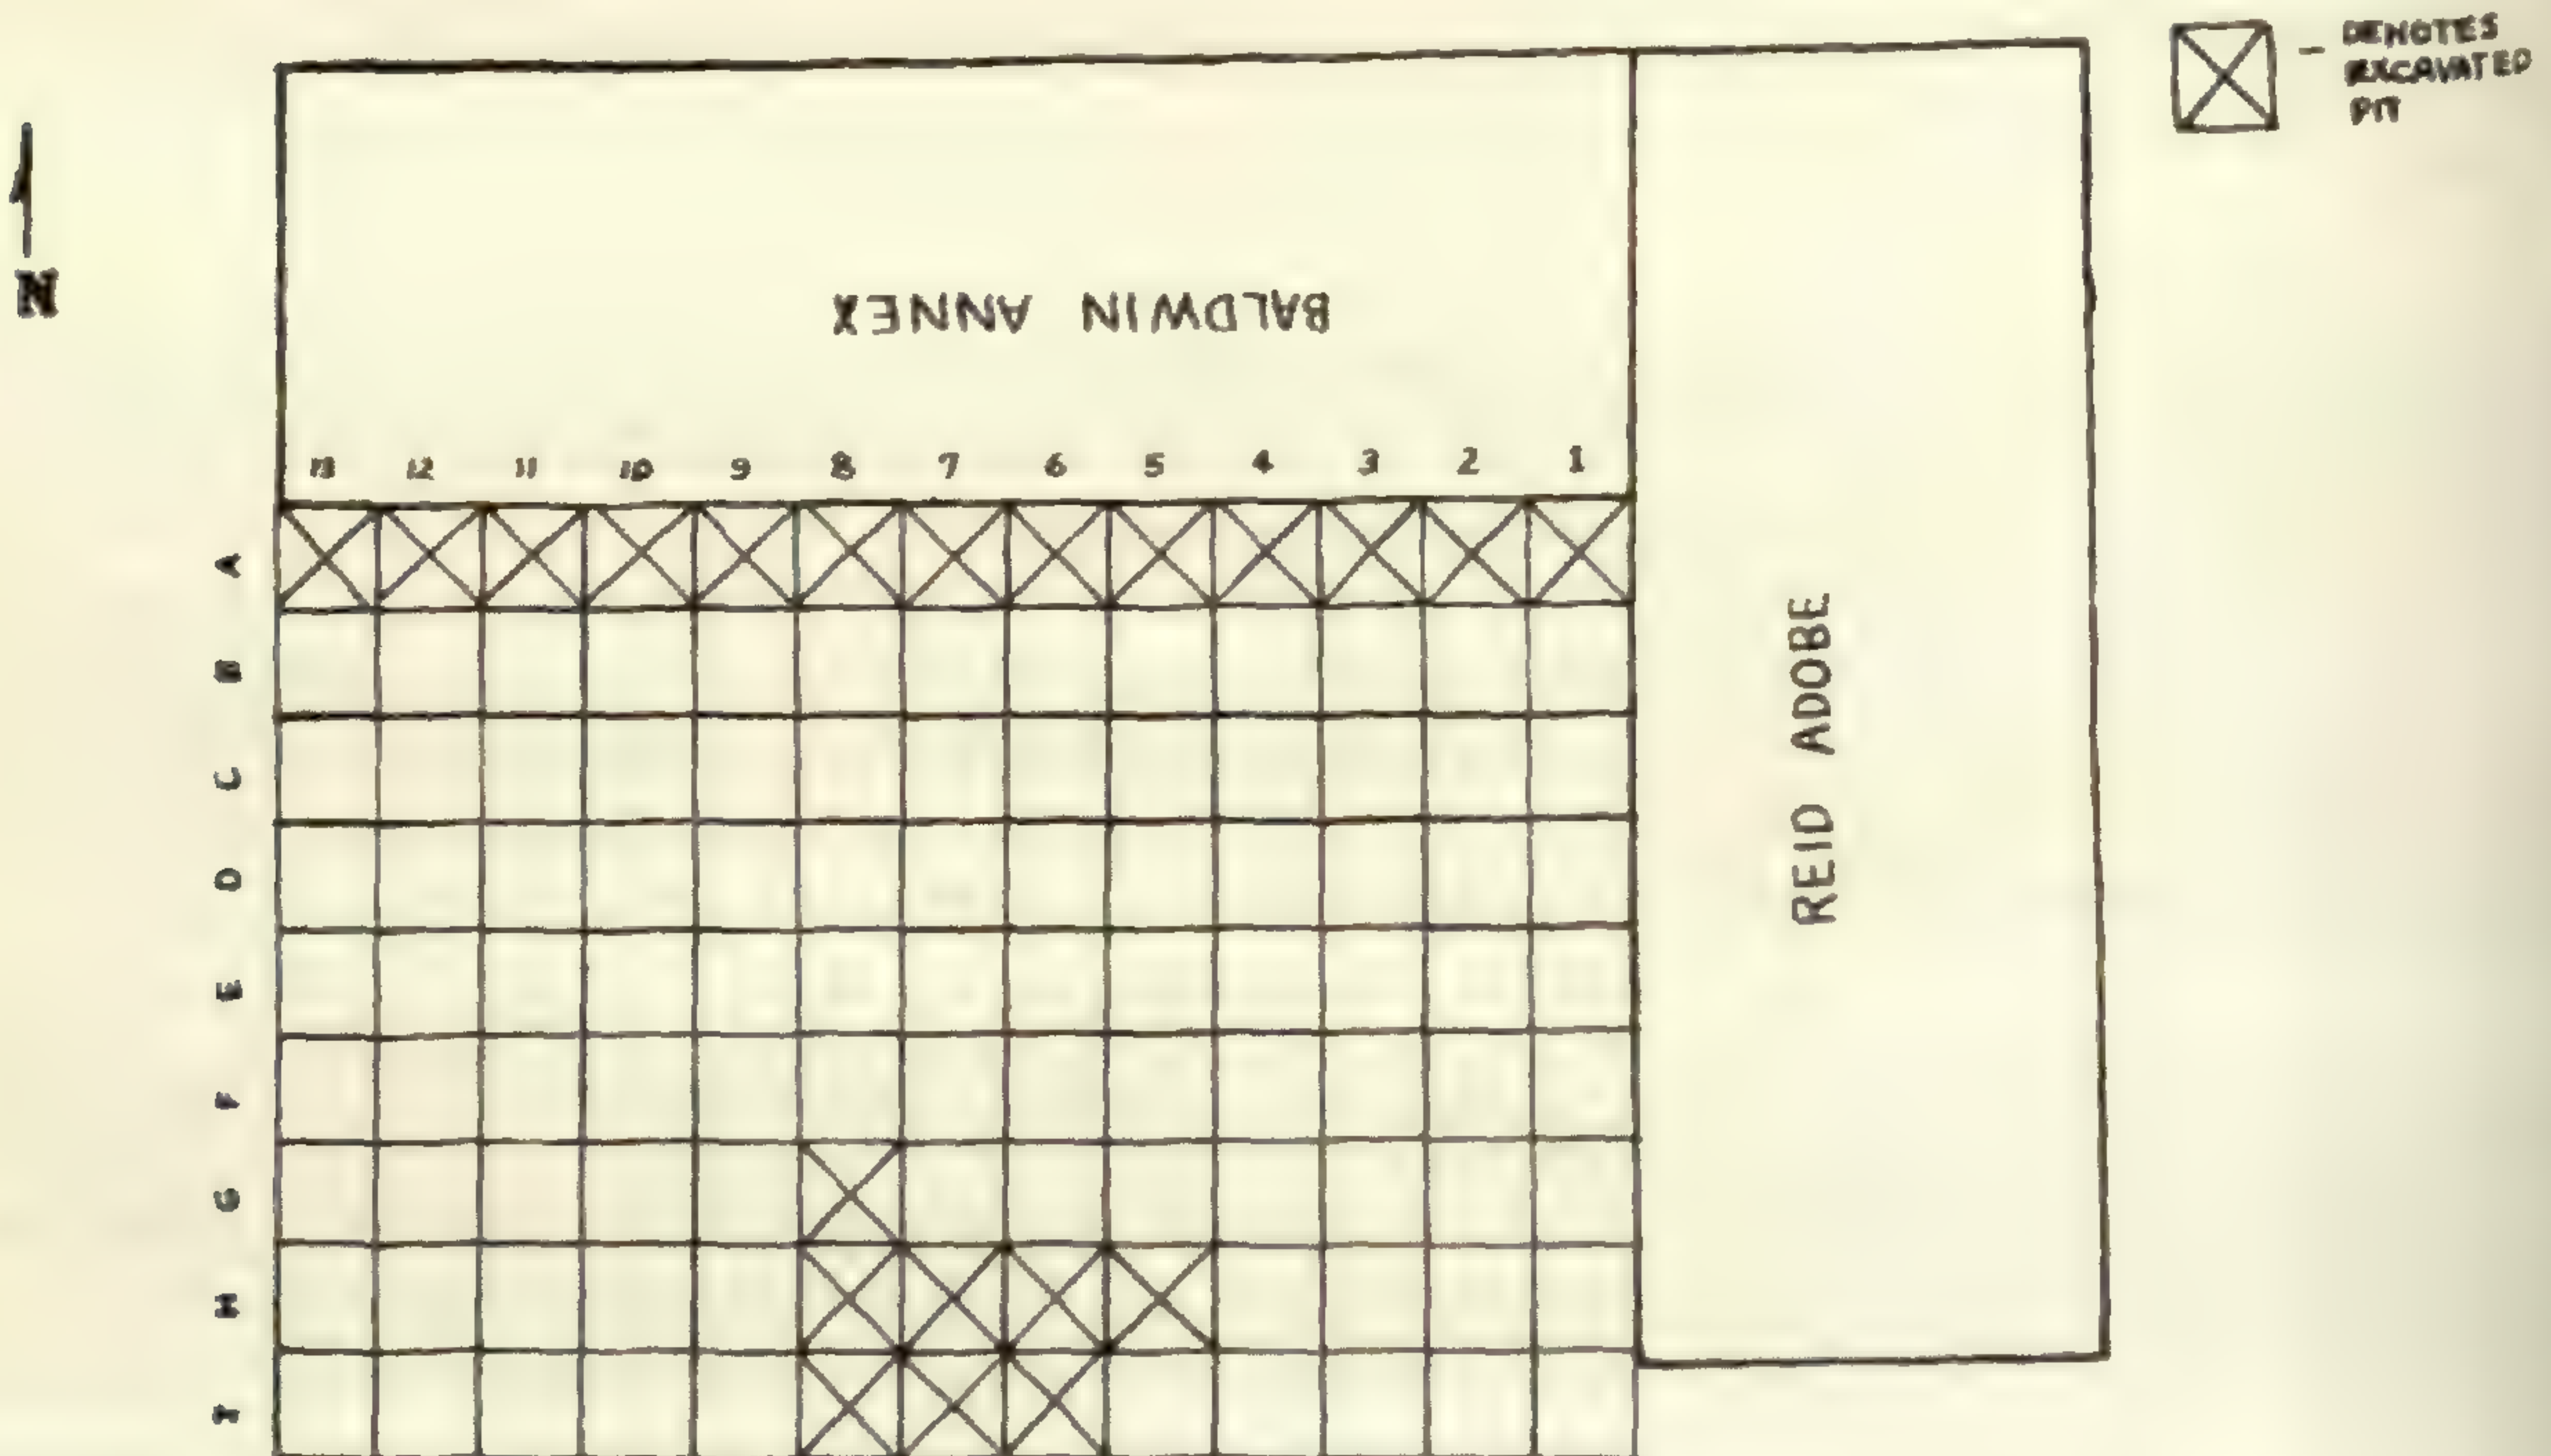 DENOTES
EXCAVATED
PIT
N
BALDWIN ANNEX
13 12 11 10 9 8 7 6 5 4 3 2 1
A
B
C
D
E
F
G
H
I
REID ADOBE